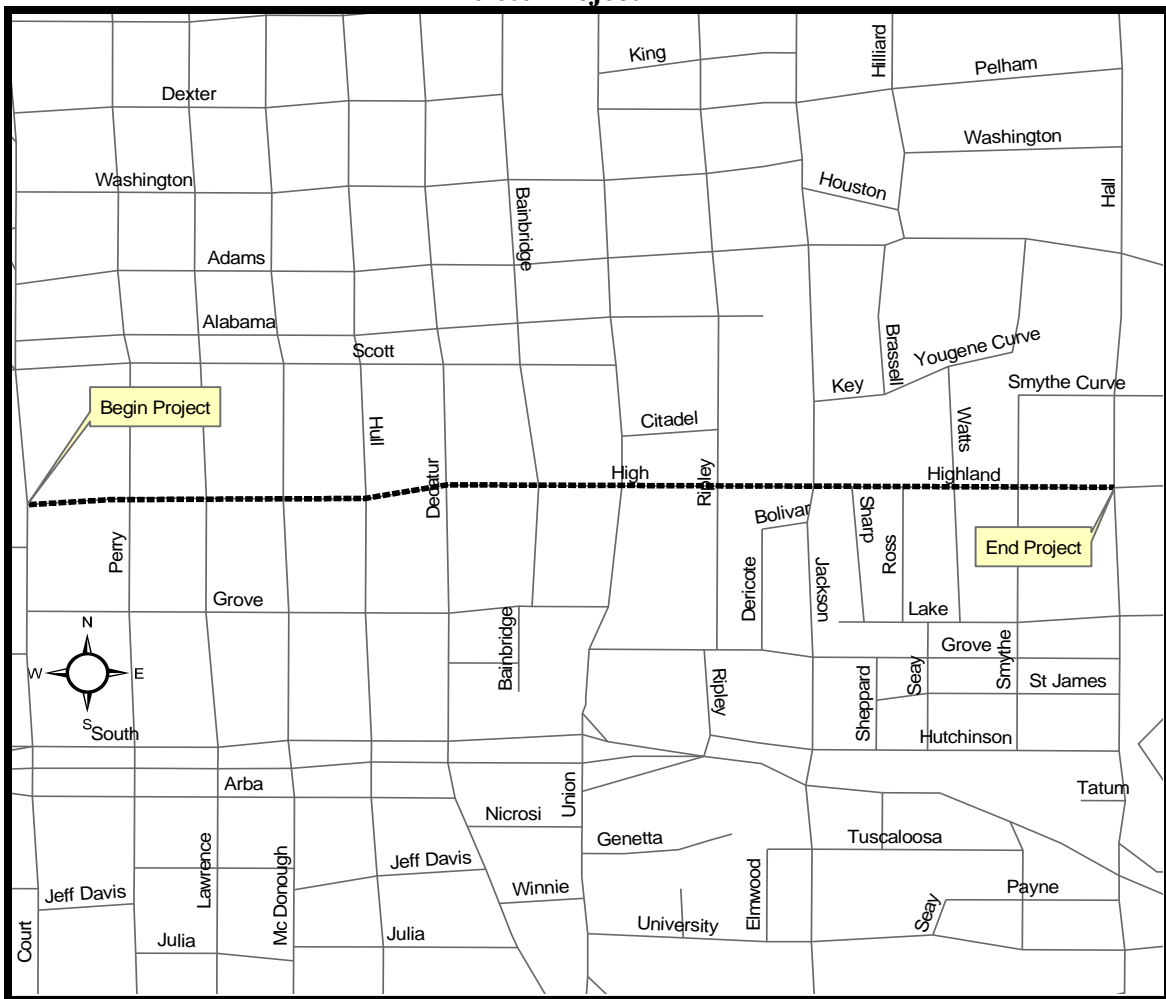 King
Hilliard
Pelham
Dexter
Washington
Washington
Houston
Hall
Bainbridge
Adams
Alabama
Scott
Brassell
Yougene Curve
Key
Smythe Curve
Begin Project
Hull
Citadel
Watts
Decatur
High
Ripley
Highland
Bolivar
Sharp
Ross
End Project
Perry
Dericote
Jackson
Grove
Lake
N
W
E
S
Bainbridge
Grove
Seay
Smythe
Ripley
Sheppard
St James
South
Hutchinson
Arba
Union
Tatum
Nicrosi
Genetta
Tuscaloosa
Lawrence
Mc Donough
Jeff Davis
Jeff Davis
Winnie
Elmwood
Payne
University
Seay
Court
Julia
Julia